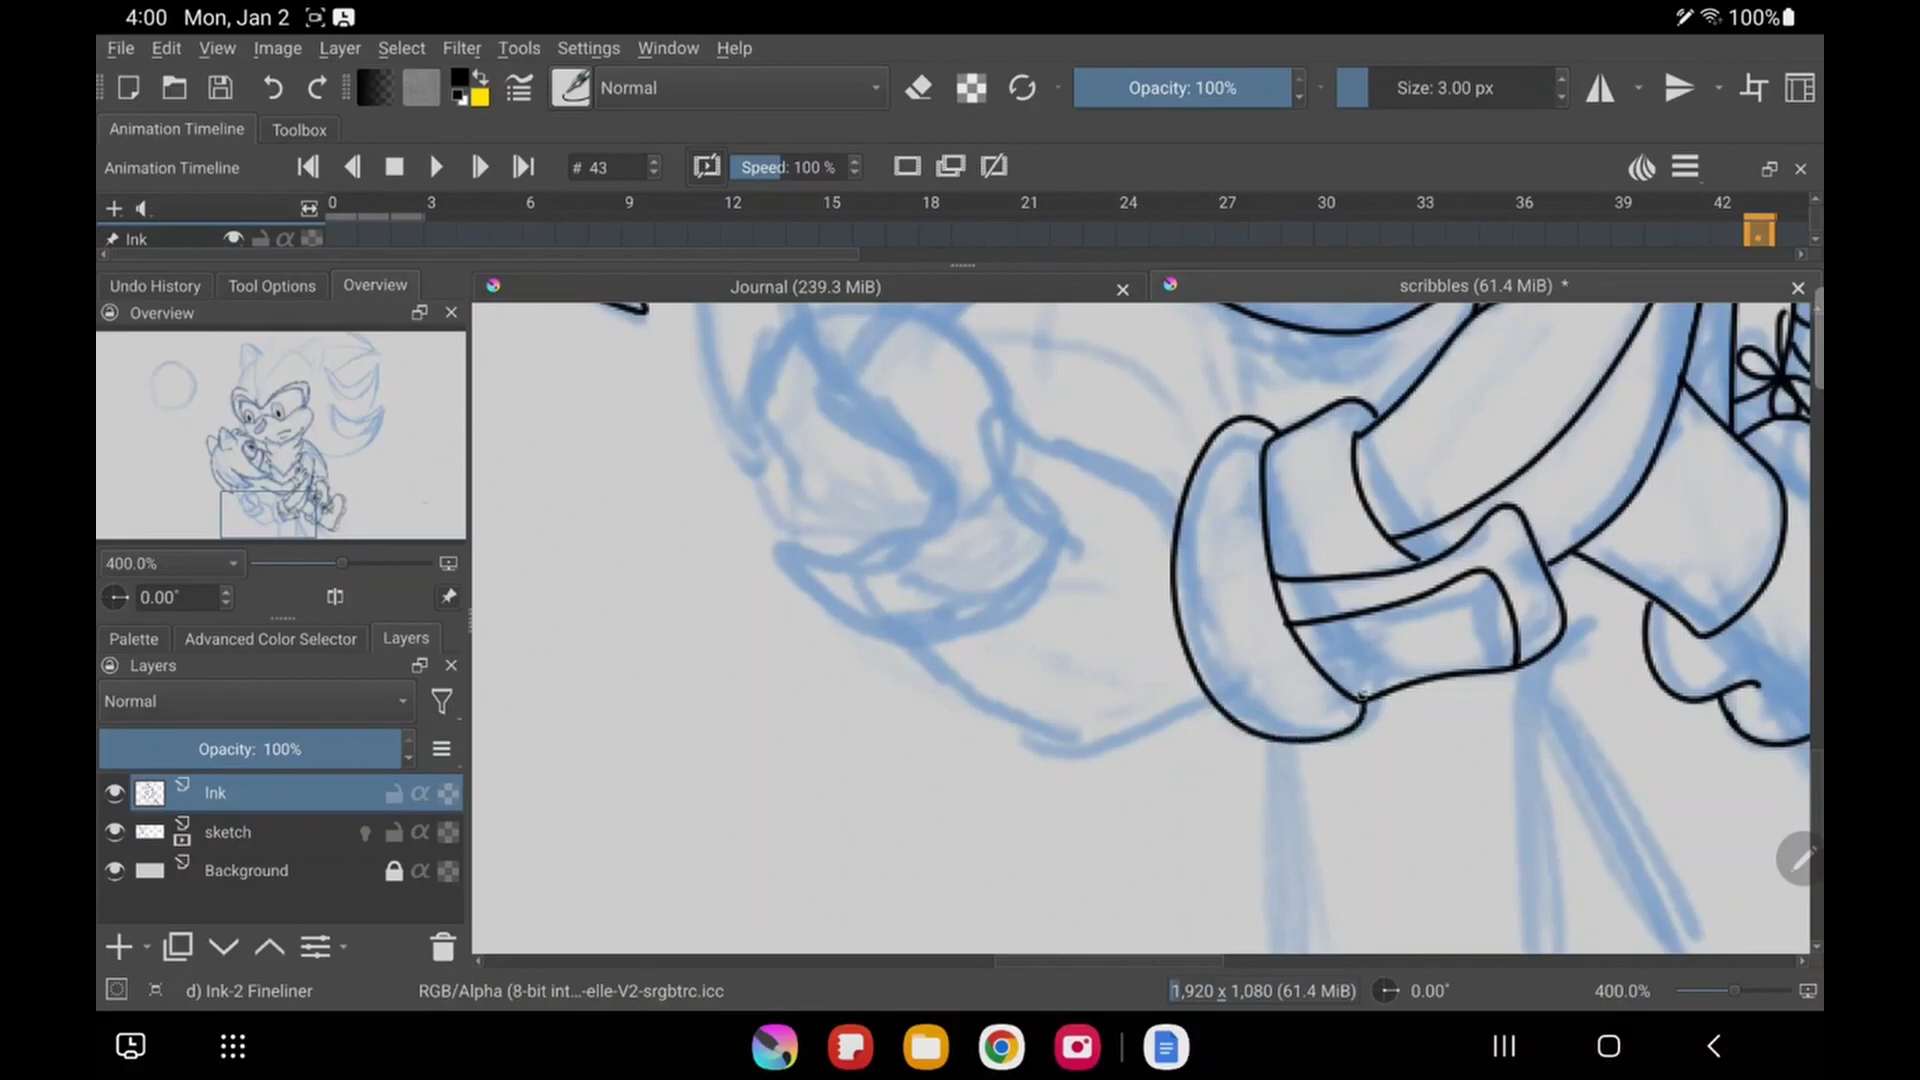 4:00 Mon, Jan 2 100%
File Edit View Image Layer Select Filter Tools Settings Window Help
Normal Opacity: 100% Size: 3.00 px
Animation Timeline Toolbox
Animation Timeline # 43 Speed: 100 %
0 3 6 9 12 15 18 21 24 27 30 33 36 39 42
Ink
Undo History Tool Options Overview Journal (239.3 MiB) scribbles (61.4 MiB) *
Overview
400.0%
0.00°
Palette Advanced Color Selector Layers
Layers
Normal
Opacity: 100%
Ink
sketch
Background
d) Ink-2 Fineliner RGB/Alpha (8-bit int...-elle-V2-srgbtrc.icc 1,920 x 1,080 (61.4 MiB) 0.00° 400.0%